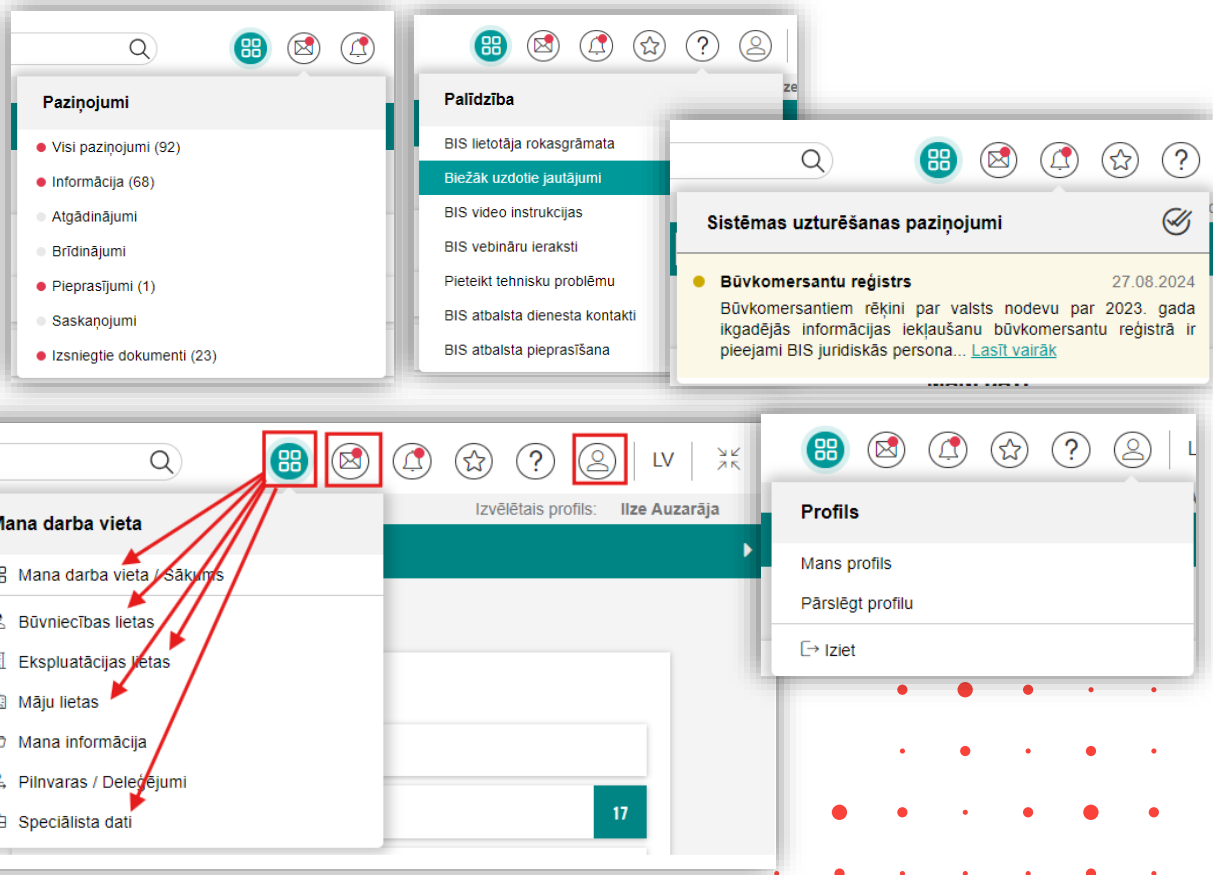 Paziņojumi
Visi paziņojumi (92)
Informācija (68)
Atgādinājumi
Brīdinājumi
Pieprasījumi (1)
Saskaņojumi
Izsniegtie dokumenti (23)
Palīdzība
BIS lietotāja rokasgrāmata
Biežāk uzdotie jautājumi
BIS video instrukcijas
BIS vebināru ieraksti
Pieteikt tehnisku problēmu
BIS atbalsta dienesta kontakti
BIS atbalsta pieprasīšana
ze
Sistēmas uzturēšanas paziņojumi
Būvkomersantu reģistrs 27.08.2024
Būvkomersantiem rēķini par valsts nodevu par 2023. gada
ikgadējās informācijas iekļaušanu būvkomersantu reģistrā ir
pieejami BIS juridiskās persona... Lasīt vairāk
LV
Izvēlētais profils: Ilze Auzarāja
Mana darba vieta
Mana darba vieta / Sākums
Būvniecības lietas
Ekspluatācijas lietas
Māju lietas
Mana informācija
Pilnvaras / Deleģējumi
Speciālista dati
17
Profils
Mans profils
Pārslēgt profilu
Iziet